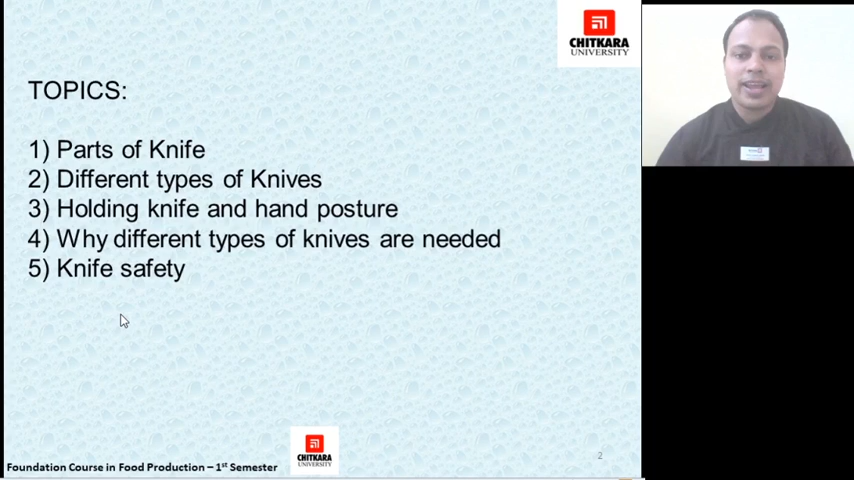 CHITKARA
UNIVERSITY
TOPICS:
1) Parts of Knife
2) Different types of Knives
3) Holding knife and hand posture
4) Why different types of knives are needed
5) Knife safety
CHITKARA
UNIVERSITY
2
Foundation Course in Food Production – 1st Semester